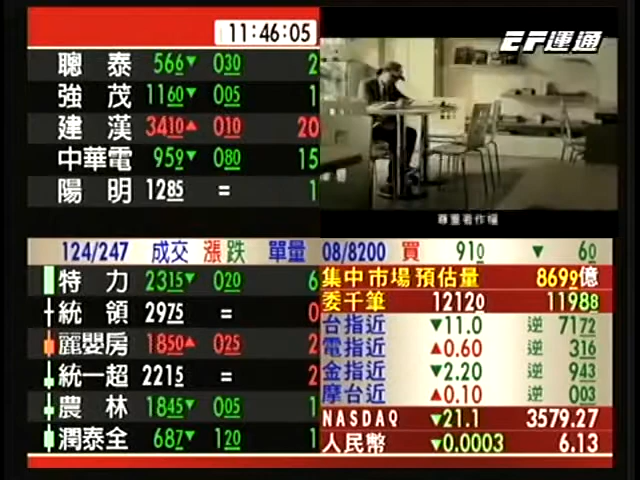 11:46:05
EF運通
聰泰 566▼ 030 2
強茂 1160▼ 005 1
建漢 3410▲ 010 20
中華電 959▼ 080 15
陽明 1285 = 1
尊重著作權
124/247 成交 漲跌 單量
08/8200 買 910 ▼ 60
特力 2315▼ 020 6
統領 2975 = 0
麗嬰房 1850▲ 025 2
統一超 2215 = 2
農林 1845▼ 005 1
潤泰全 687▼ 120 1
集中市場預估量 8699億
委千筆 12120 11988
台指近 ▼11.0 逆 7172
電指近 ▲0.60 逆 316
金指近 ▼2.20 逆 943
摩台近 ▲0.10 逆 003
NASDAQ ▼21.1 3579.27
人民幣 ▼0.0003 6.13